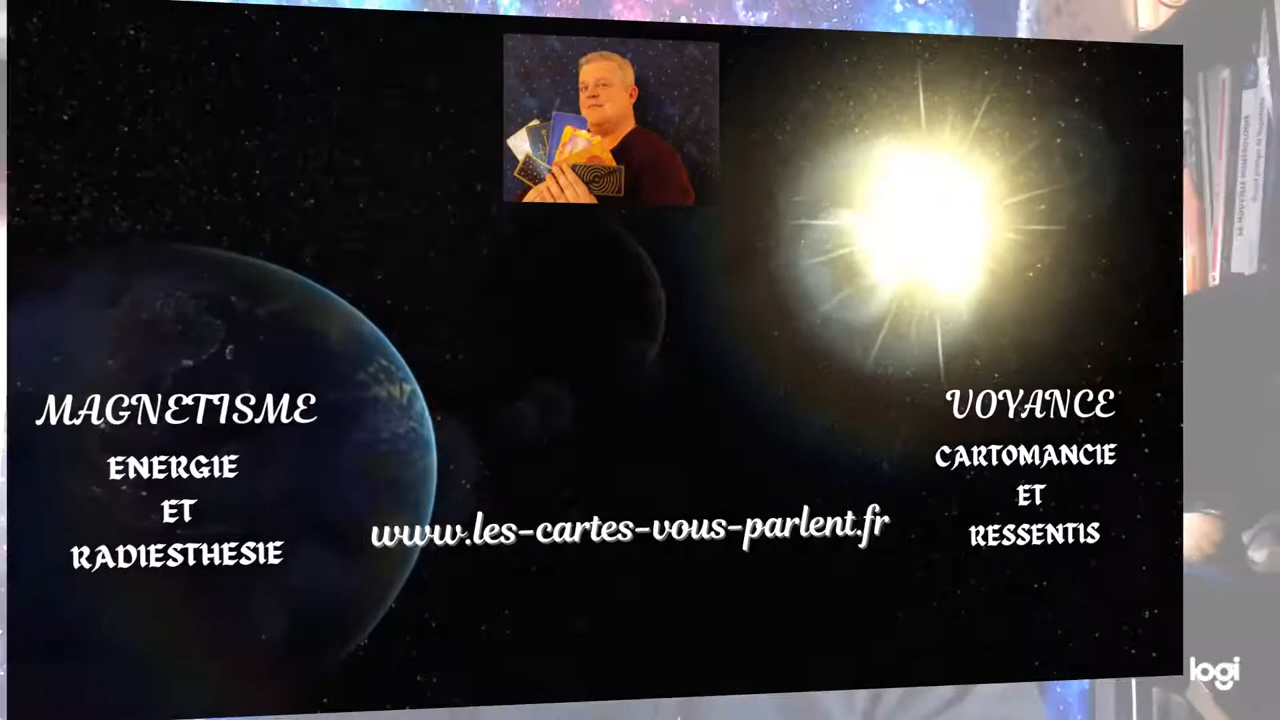 MAGNETISME
ENERGIE
ET
RADIESTHESIE
www.les-cartes-vous-parlent.fr
VOYANCE
CARTOMANCIE
ET
RESSENTIS
logi